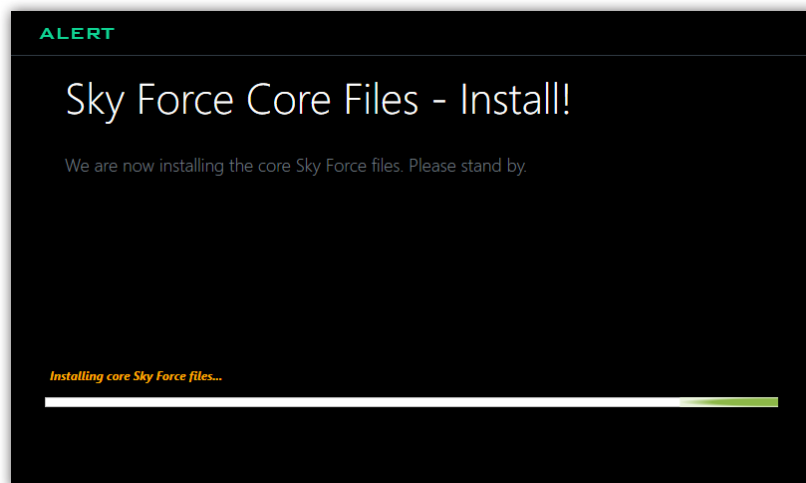 ALERT
Sky Force Core Files - Install!
We are now installing the core Sky Force files. Please stand by.
Installing core Sky Force files...